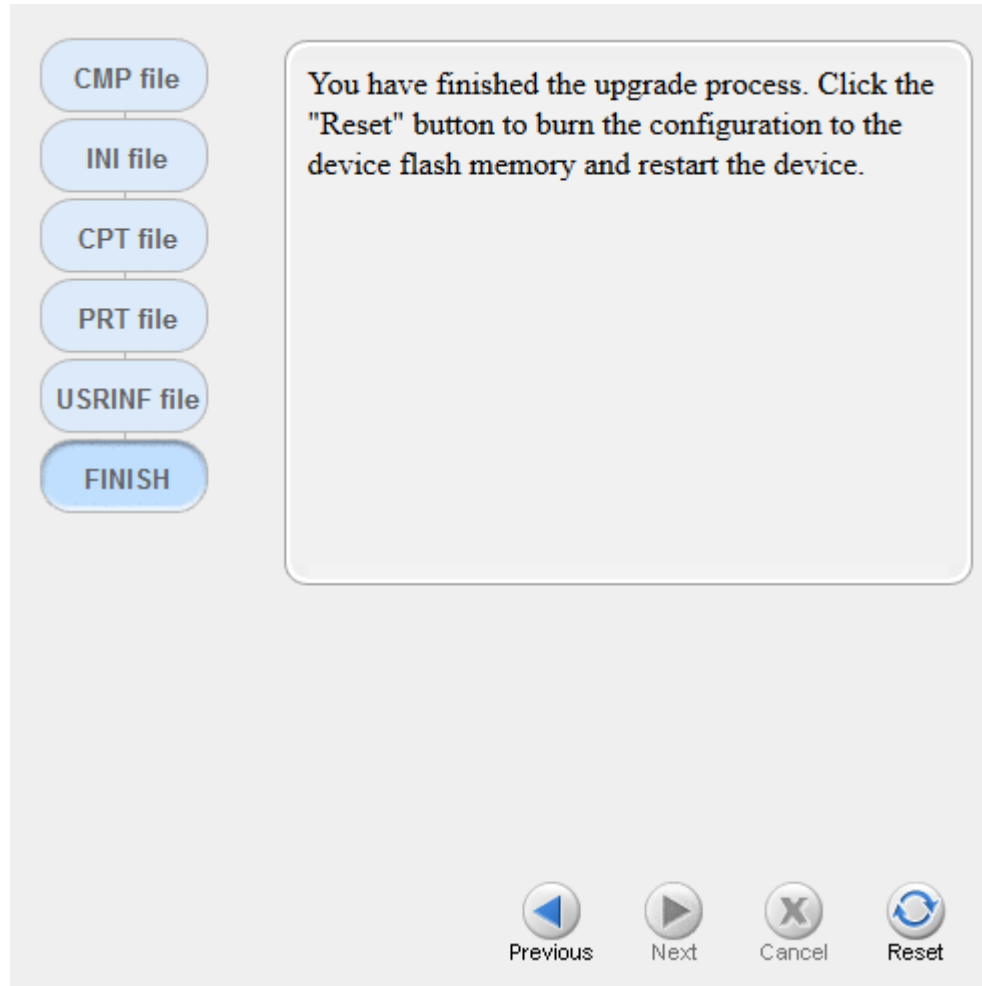 CMP file
INI file
CPT file
PRT file
USRINF file
FINISH
You have finished the upgrade process. Click the
"Reset" button to burn the configuration to the
device flash memory and restart the device.
Previous
Next
Cancel
Reset